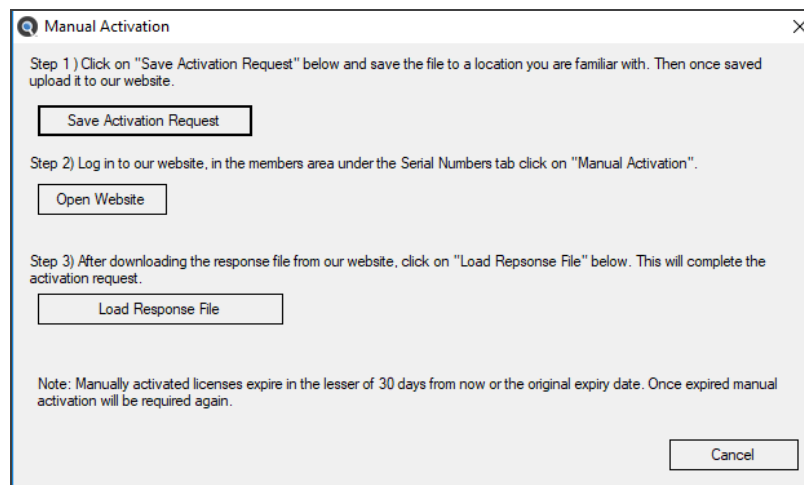 Manual Activation
Step 1 ) Click on "Save Activation Request" below and save the file to a location you are familiar with. Then once saved
upload it to our website.
Save Activation Request
Step 2) Log in to our website, in the members area under the Serial Numbers tab click on "Manual Activation".
Open Website
Step 3) After downloading the response file from our website, click on "Load Repsonse File" below. This will complete the
activation request.
Load Response File
Note: Manually activated licenses expire in the lesser of 30 days from now or the original expiry date. Once expired manual
activation will be required again.
Cancel